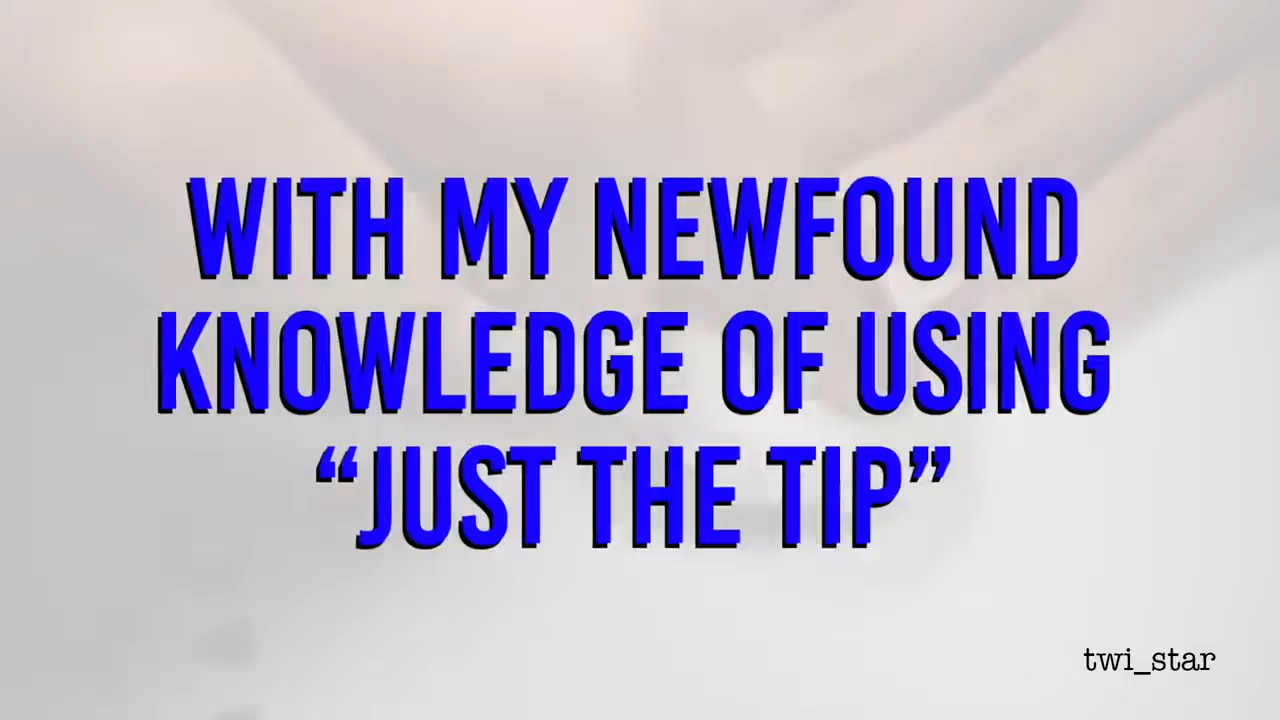 WITH MY NEWFOUND
KNOWLEDGE OF USING
“JUST THE TIP”
twi_star